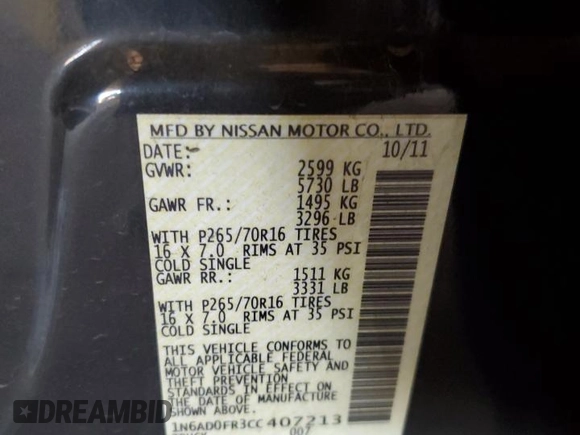 MFD BY NISSAN MOTOR CO., LTD.
DATE: 10/11
GVWR: 2599 KG
5730 LB
GAWR FR.: 1495 KG
3296 LB
WITH P265/70R16 TIRES
16 X 7.0 RIMS AT 35 PSI
COLD SINGLE
GAWR RR.: 1511 KG
3331 LB
WITH P265/70R16 TIRES
16 X 7.0 RIMS AT 35 PSI
COLD SINGLE
THIS VEHICLE CONFORMS TO
ALL APPLICABLE FEDERAL
MOTOR VEHICLE SAFETY AND
THEFT PREVENTION
STANDARDS IN EFFECT ON
THE DATE OF MANUFACTURE
SHOWN ABOVE
1N6AD0FR3CC 407213
007
DREAMBID